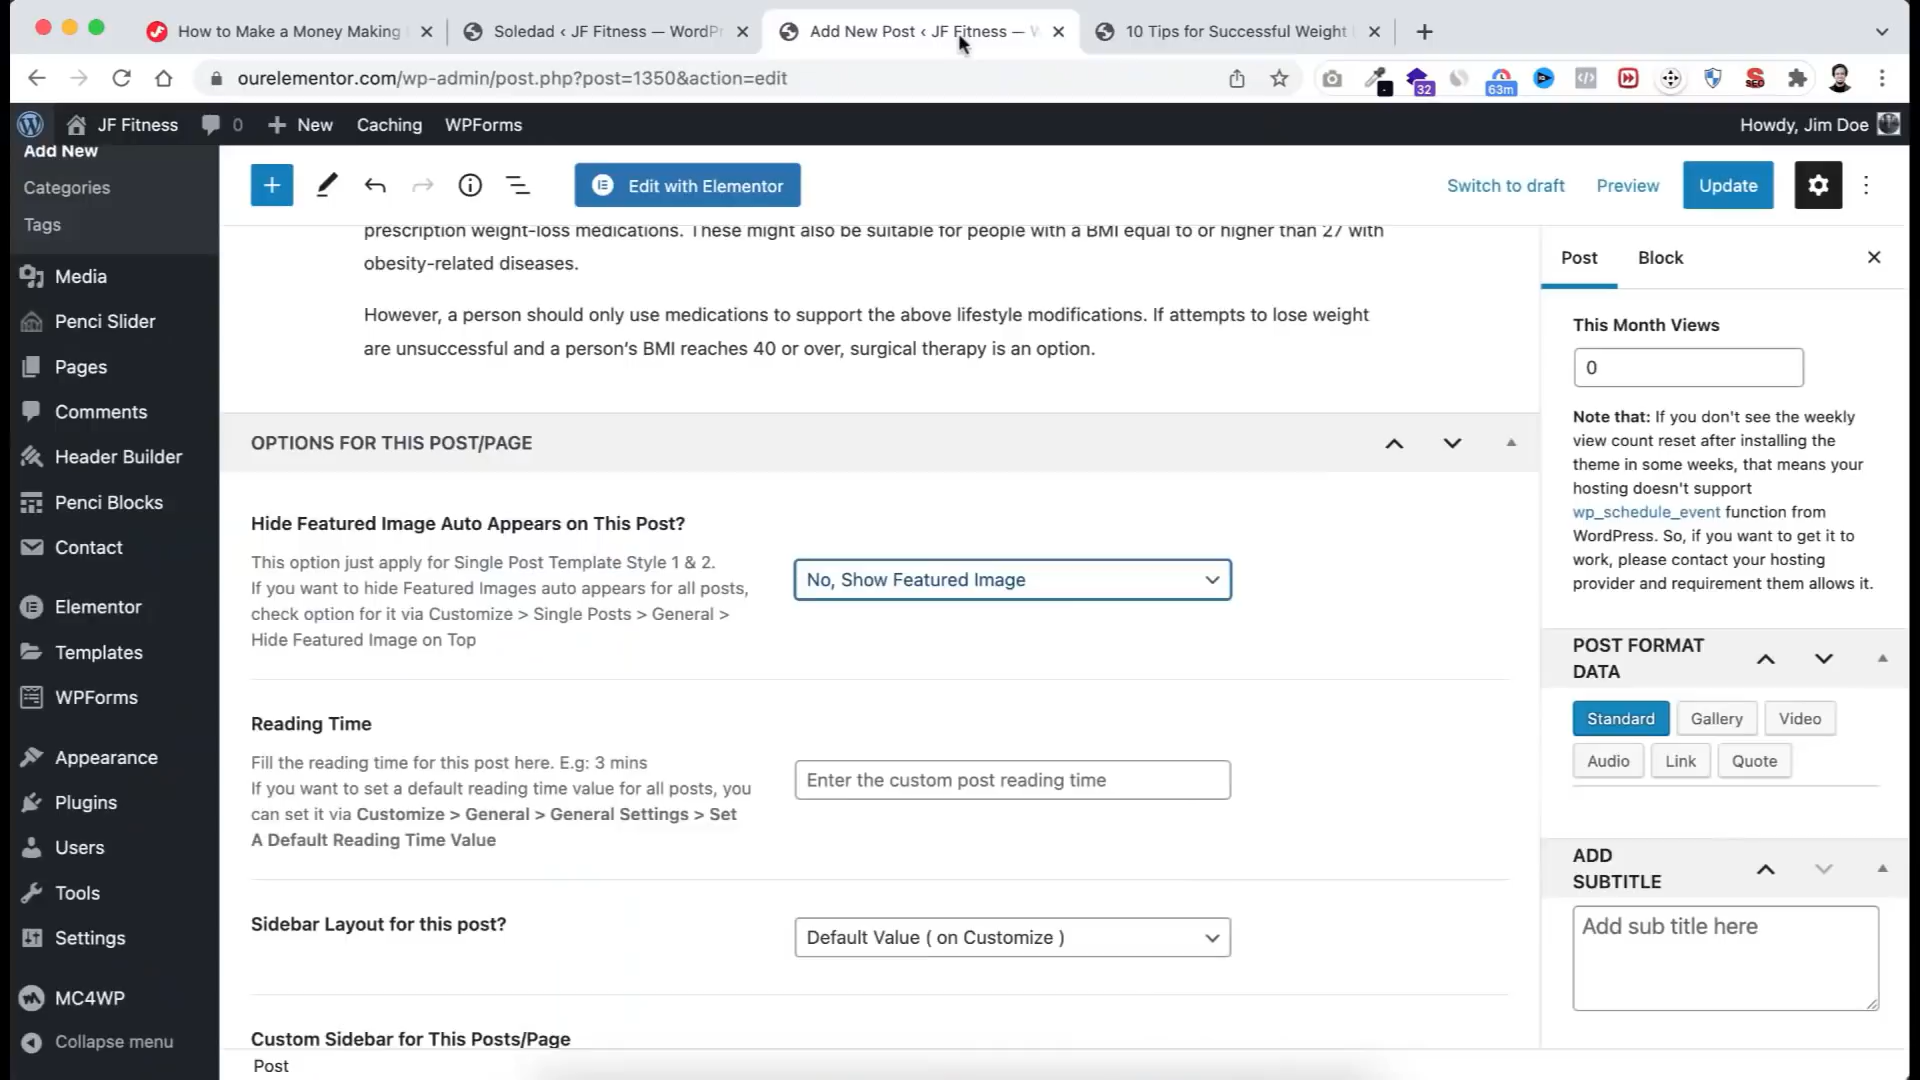 How to Make a Money Making
Soledad ‹ JF Fitness — WordPr
Add New Post ‹ JF Fitness — W
10 Tips for Successful Weight
ourelementor.com/wp-admin/post.php?post=1350&action=edit
32
63m
SEO
JF Fitness
0
New
Caching
WPForms
Howdy, Jim Doe
Add New
Categories
Tags
Media
Penci Slider
Pages
Comments
Header Builder
Penci Blocks
Contact
Elementor
Templates
WPForms
Appearance
Plugins
Users
Tools
Settings
MC4WP
Collapse menu
Edit with Elementor
Switch to draft
Preview
Update
prescription weight-loss medications. These might also be suitable for people with a BMI equal to or higher than 27 with
obesity-related diseases.
However, a person should only use medications to support the above lifestyle modifications. If attempts to lose weight
are unsuccessful and a person’s BMI reaches 40 or over, surgical therapy is an option.
OPTIONS FOR THIS POST/PAGE
Hide Featured Image Auto Appears on This Post?
This option just apply for Single Post Template Style 1 & 2.
If you want to hide Featured Images auto appears for all posts,
check option for it via Customize > Single Posts > General >
Hide Featured Image on Top
No, Show Featured Image
Reading Time
Fill the reading time for this post here. E.g: 3 mins
If you want to set a default reading time value for all posts, you
can set it via Customize > General > General Settings > Set
A Default Reading Time Value
Enter the custom post reading time
Sidebar Layout for this post?
Default Value ( on Customize )
Custom Sidebar for This Posts/Page
Post
Post
Block
This Month Views
0
Note that: If you don't see the weekly
view count reset after installing the
theme in some weeks, that means your
hosting doesn't support
wp_schedule_event function from
WordPress. So, if you want to get it to
work, please contact your hosting
provider and requirement them allows it.
POST FORMAT
DATA
Standard
Gallery
Video
Audio
Link
Quote
ADD
SUBTITLE
Add sub title here